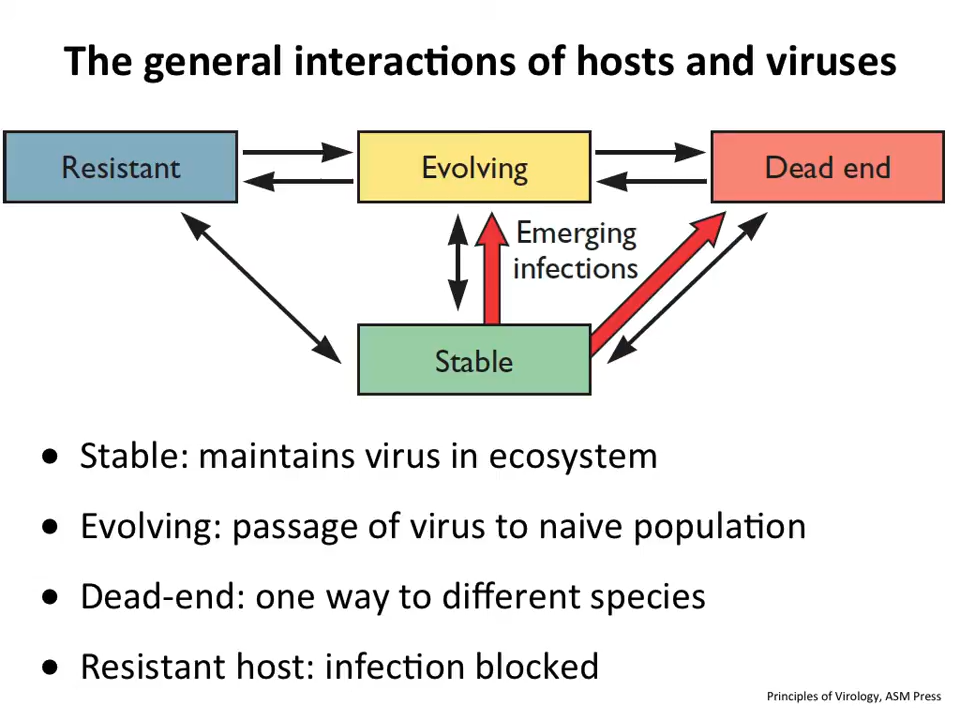 The general interactions of hosts and viruses
Resistant
Evolving
Dead end
Emerging
infections
Stable
● Stable: maintains virus in ecosystem
● Evolving: passage of virus to naive population
● Dead-end: one way to different species
● Resistant host: infection blocked
Principles of Virology, ASM Press